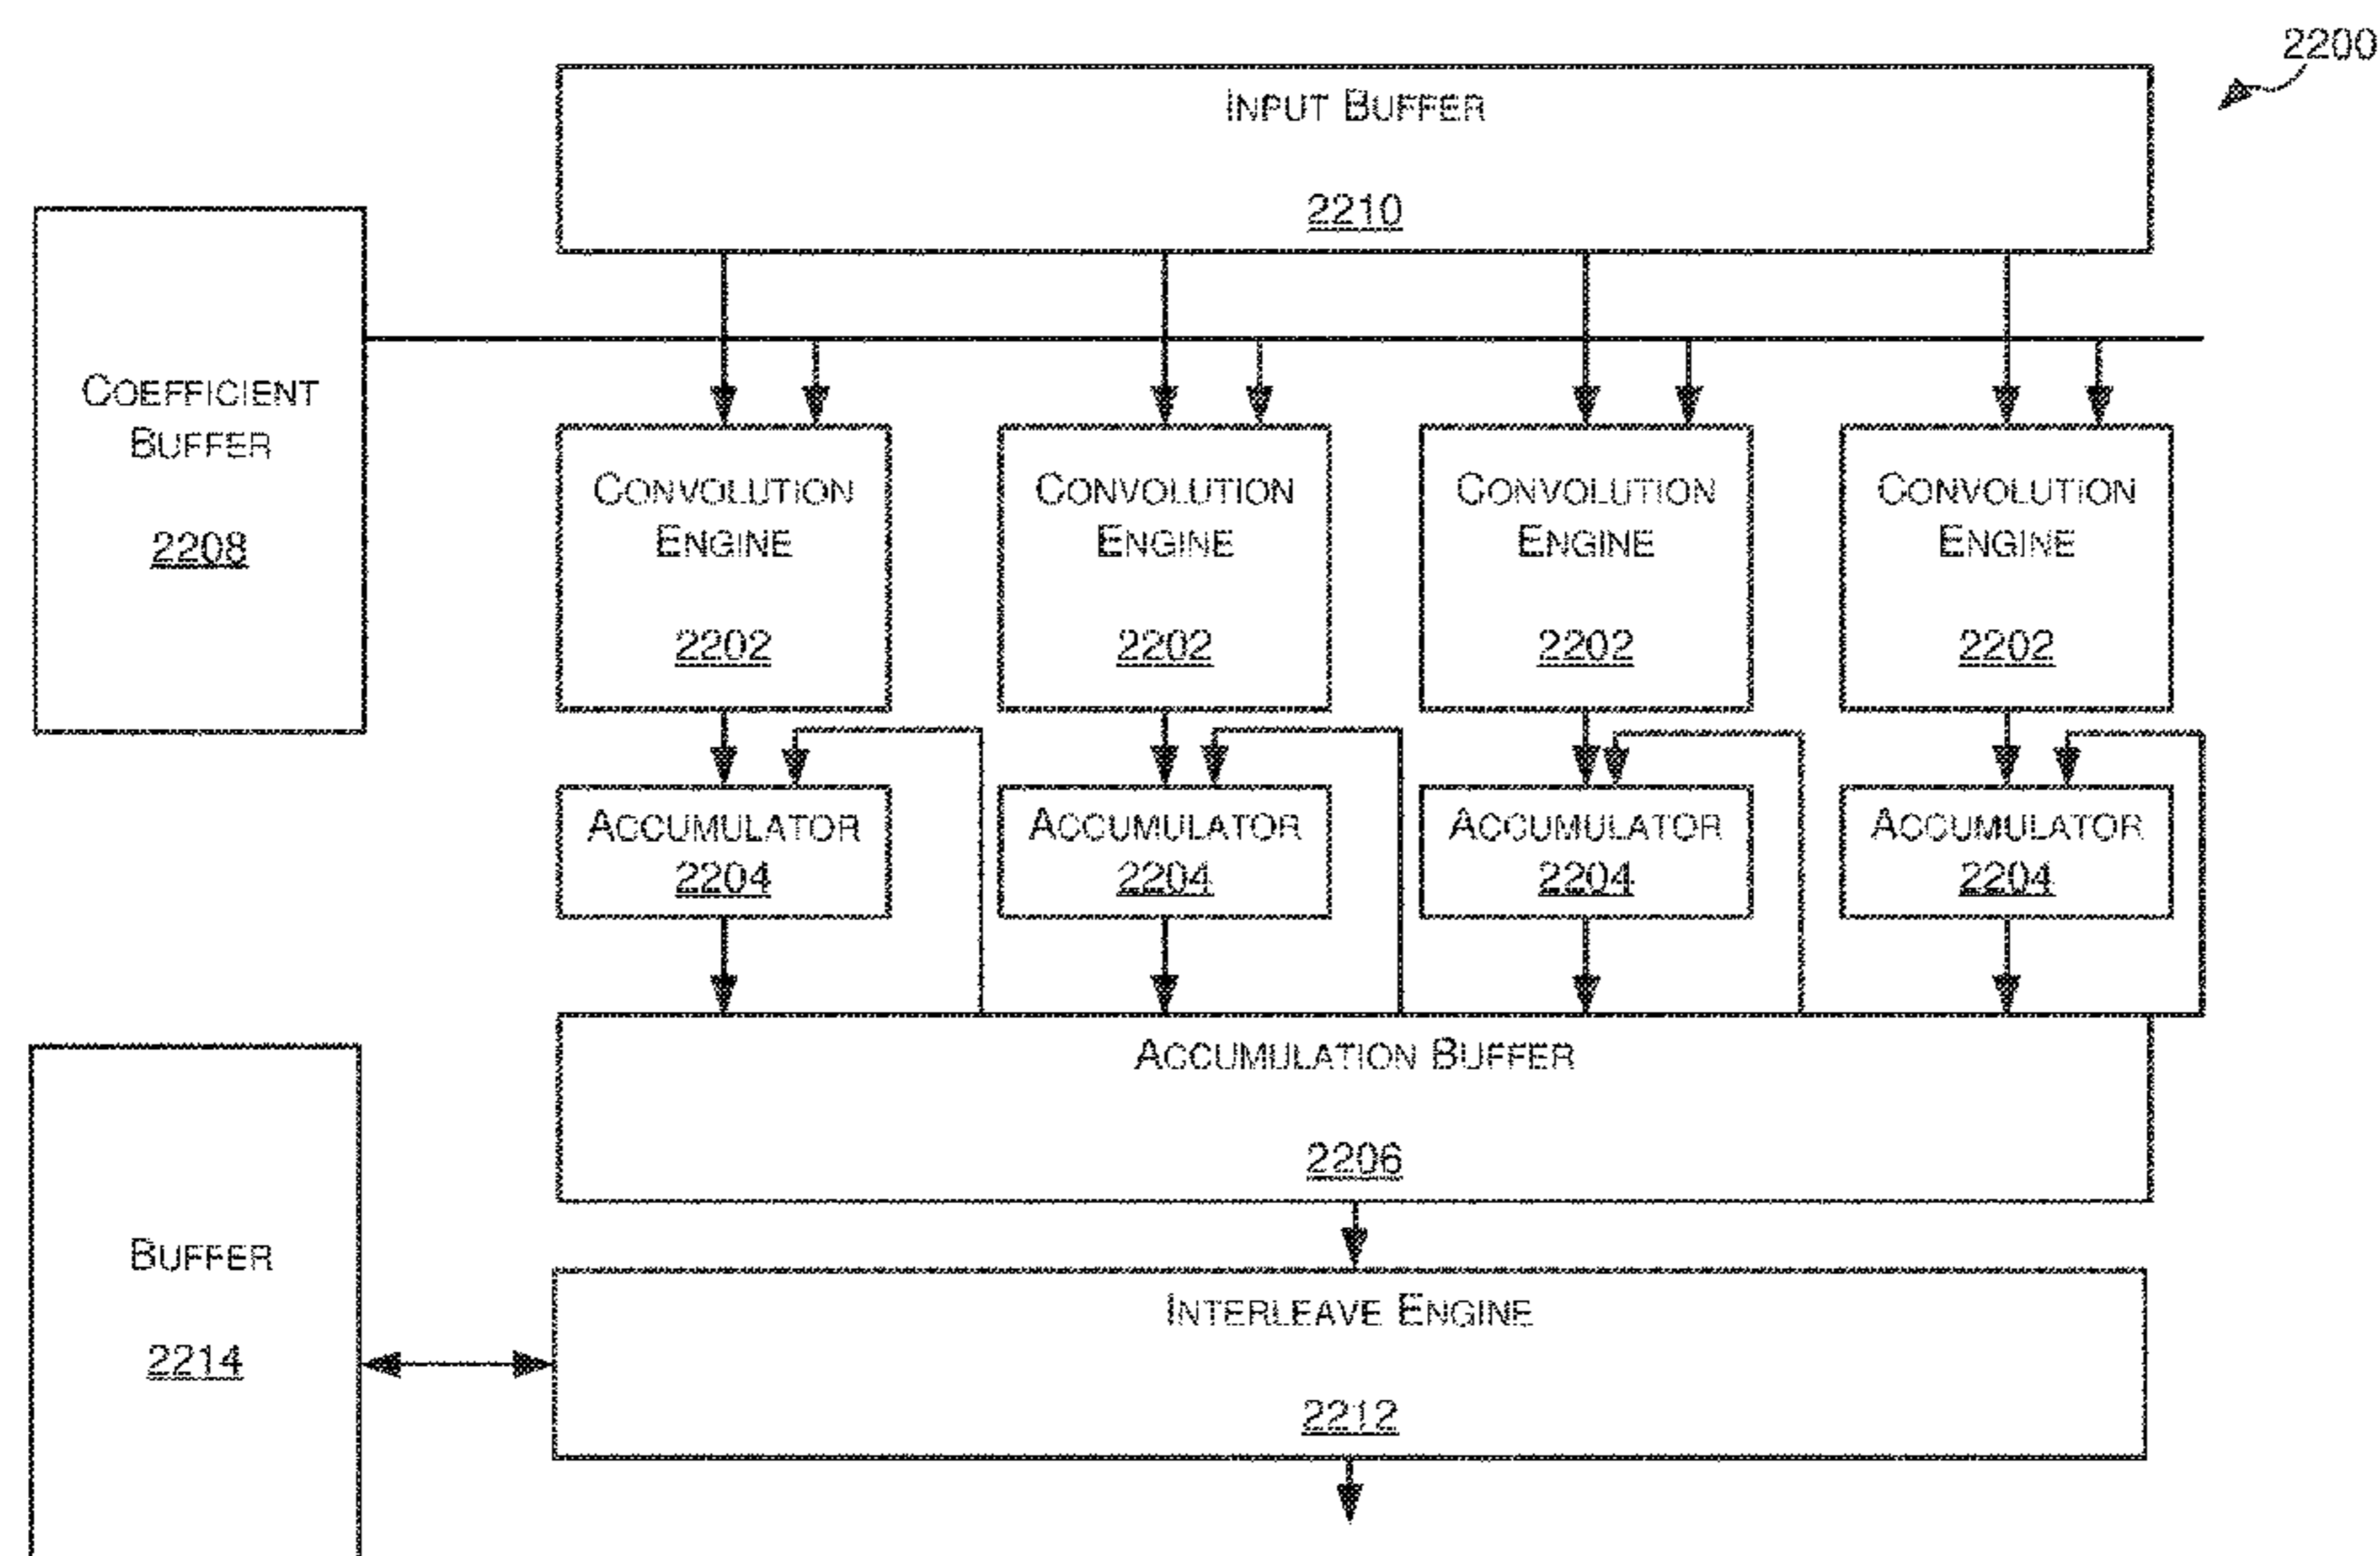 2200
INPUT BUFFER
2210
COEFFICIENT
BUFFER
2208
CONVOLUTION
ENGINE
2202
CONVOLUTION
ENGINE
2202
CONVOLUTION
ENGINE
2202
CONVOLUTION
ENGINE
2202
ACCUMULATOR
2204
ACCUMULATOR
2204
ACCUMULATOR
2204
ACCUMULATOR
2204
ACCUMULATION BUFFER
2206
BUFFER
2214
INTERLEAVE ENGINE
2212